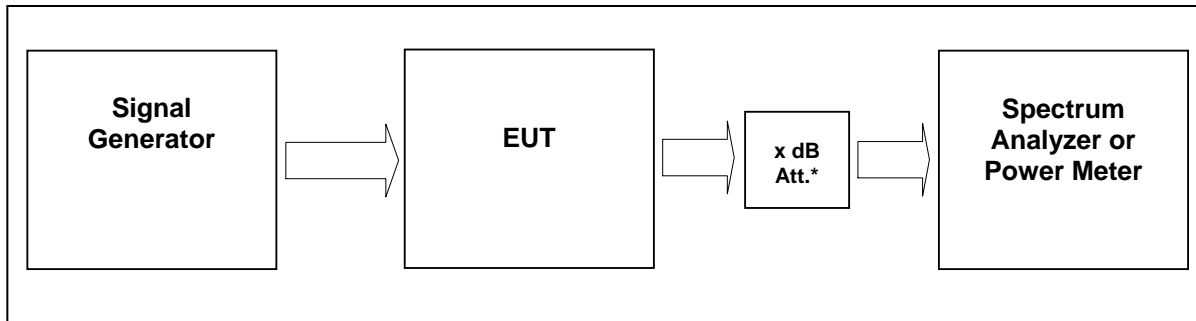 Signal
Generator
EUT
x dB
Att.*
Spectrum
Analyzer or
Power Meter